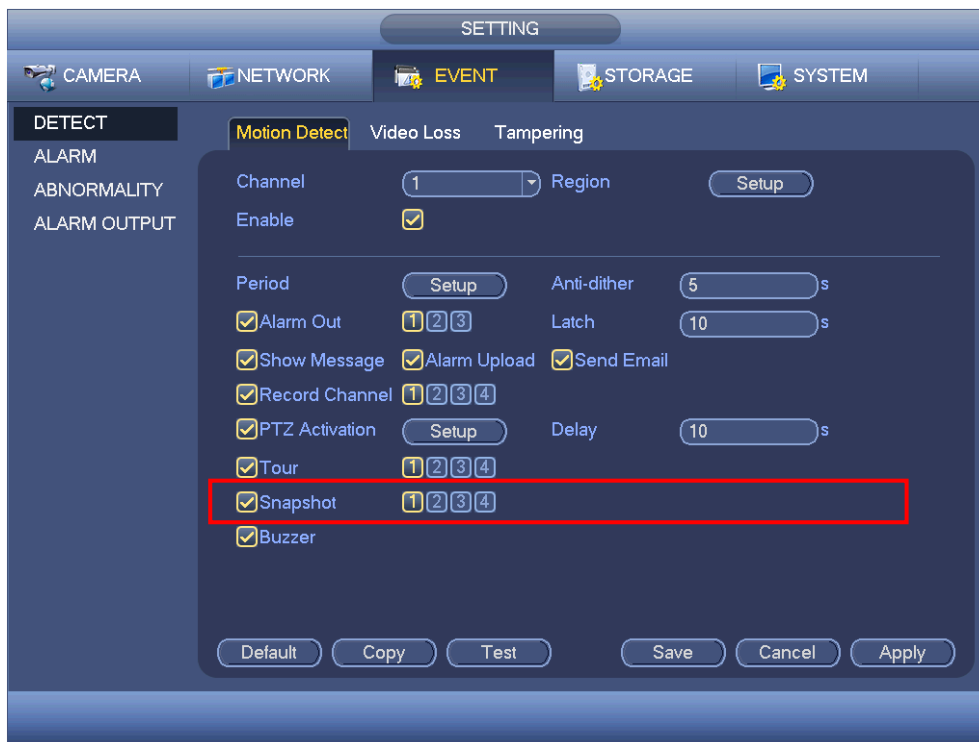 SETTING
CAMERA NETWORK EVENT STORAGE SYSTEM
DETECT
ALARM
ABNORMALITY
ALARM OUTPUT
Motion Detect Video Loss Tampering
Channel 1 Region Setup
Enable
Period Setup Anti-dither 5 s
Alarm Out 1 2 3 Latch 10 s
Show Message Alarm Upload Send Email
Record Channel 1 2 3 4
PTZ Activation Setup Delay 10 s
Tour 1 2 3 4
Snapshot 1 2 3 4
Buzzer
Default Copy Test Save Cancel Apply